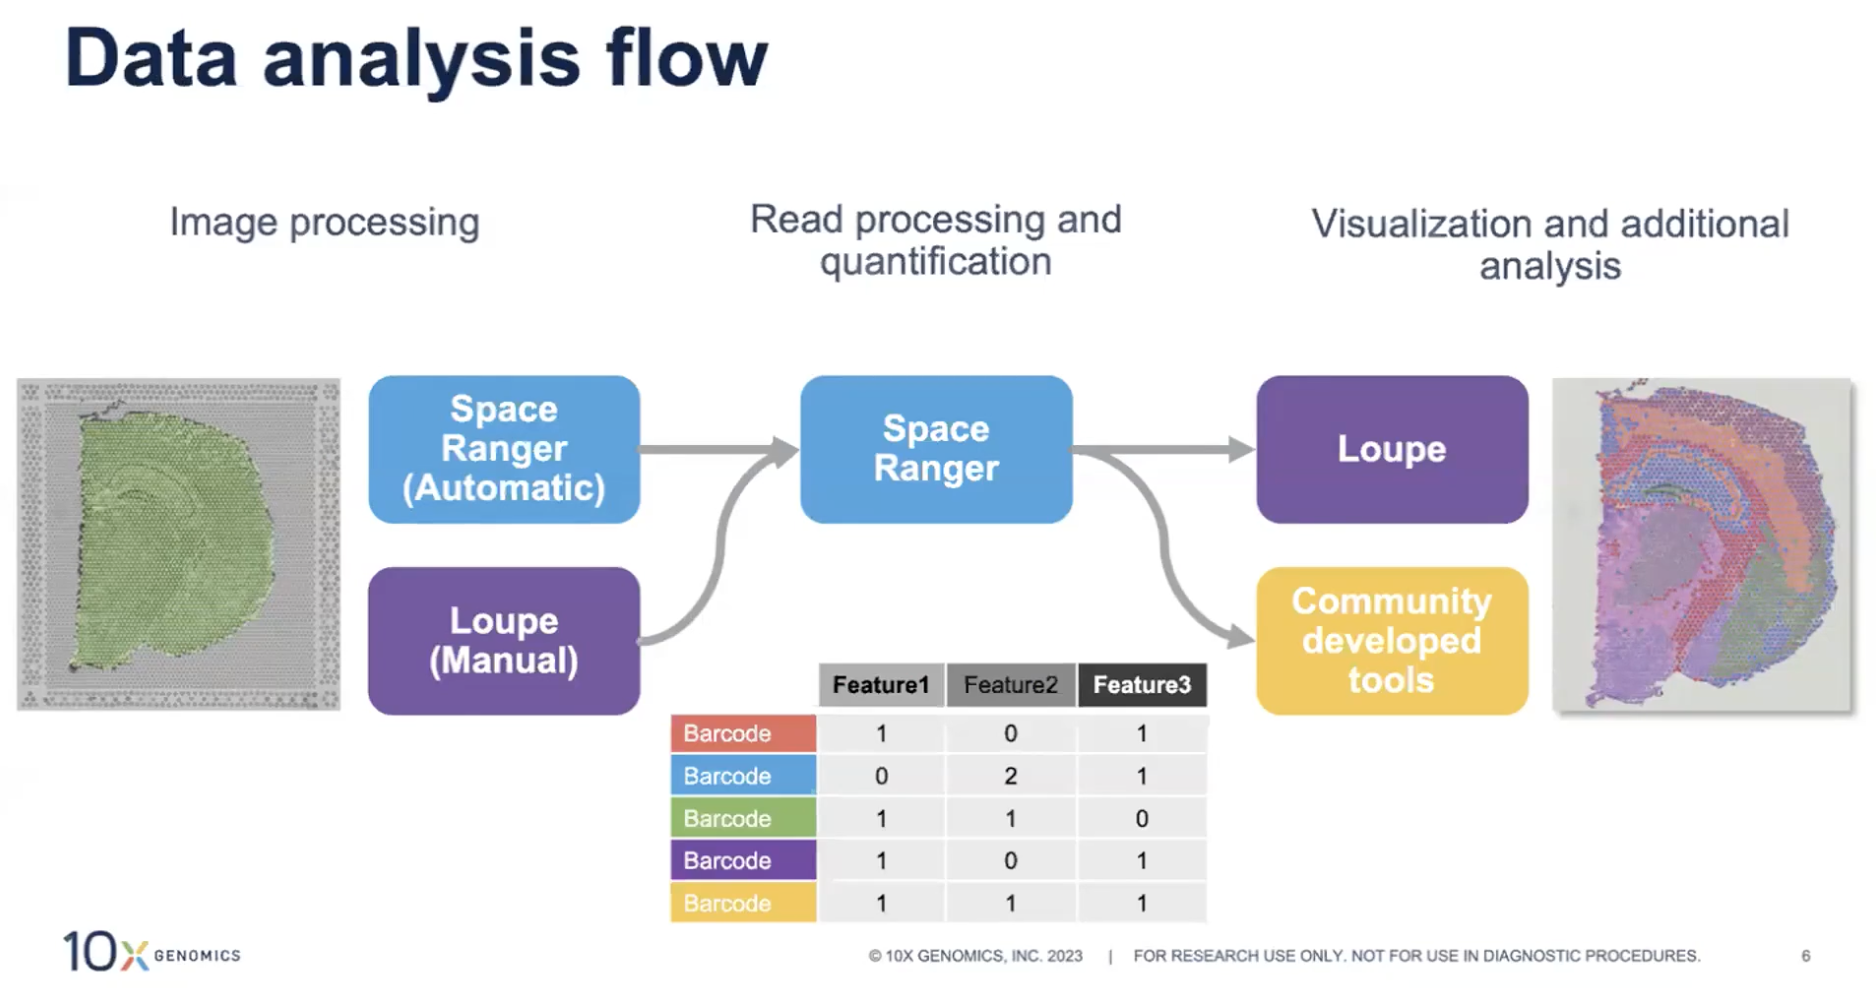 Data analysis flow
Image processing
Read processing and
quantification
Visualization and additional
analysis
Space
Ranger
(Automatic)
Loupe
(Manual)
Space
Ranger
Loupe
Community
developed
tools
Feature1 Feature2 Feature3
Barcode 1 0 1
Barcode 0 2 1
Barcode 1 1 0
Barcode 1 0 1
Barcode 1 1 1
10X GENOMICS
© 10X GENOMICS, INC. 2023 | FOR RESEARCH USE ONLY. NOT FOR USE IN DIAGNOSTIC PROCEDURES. 6